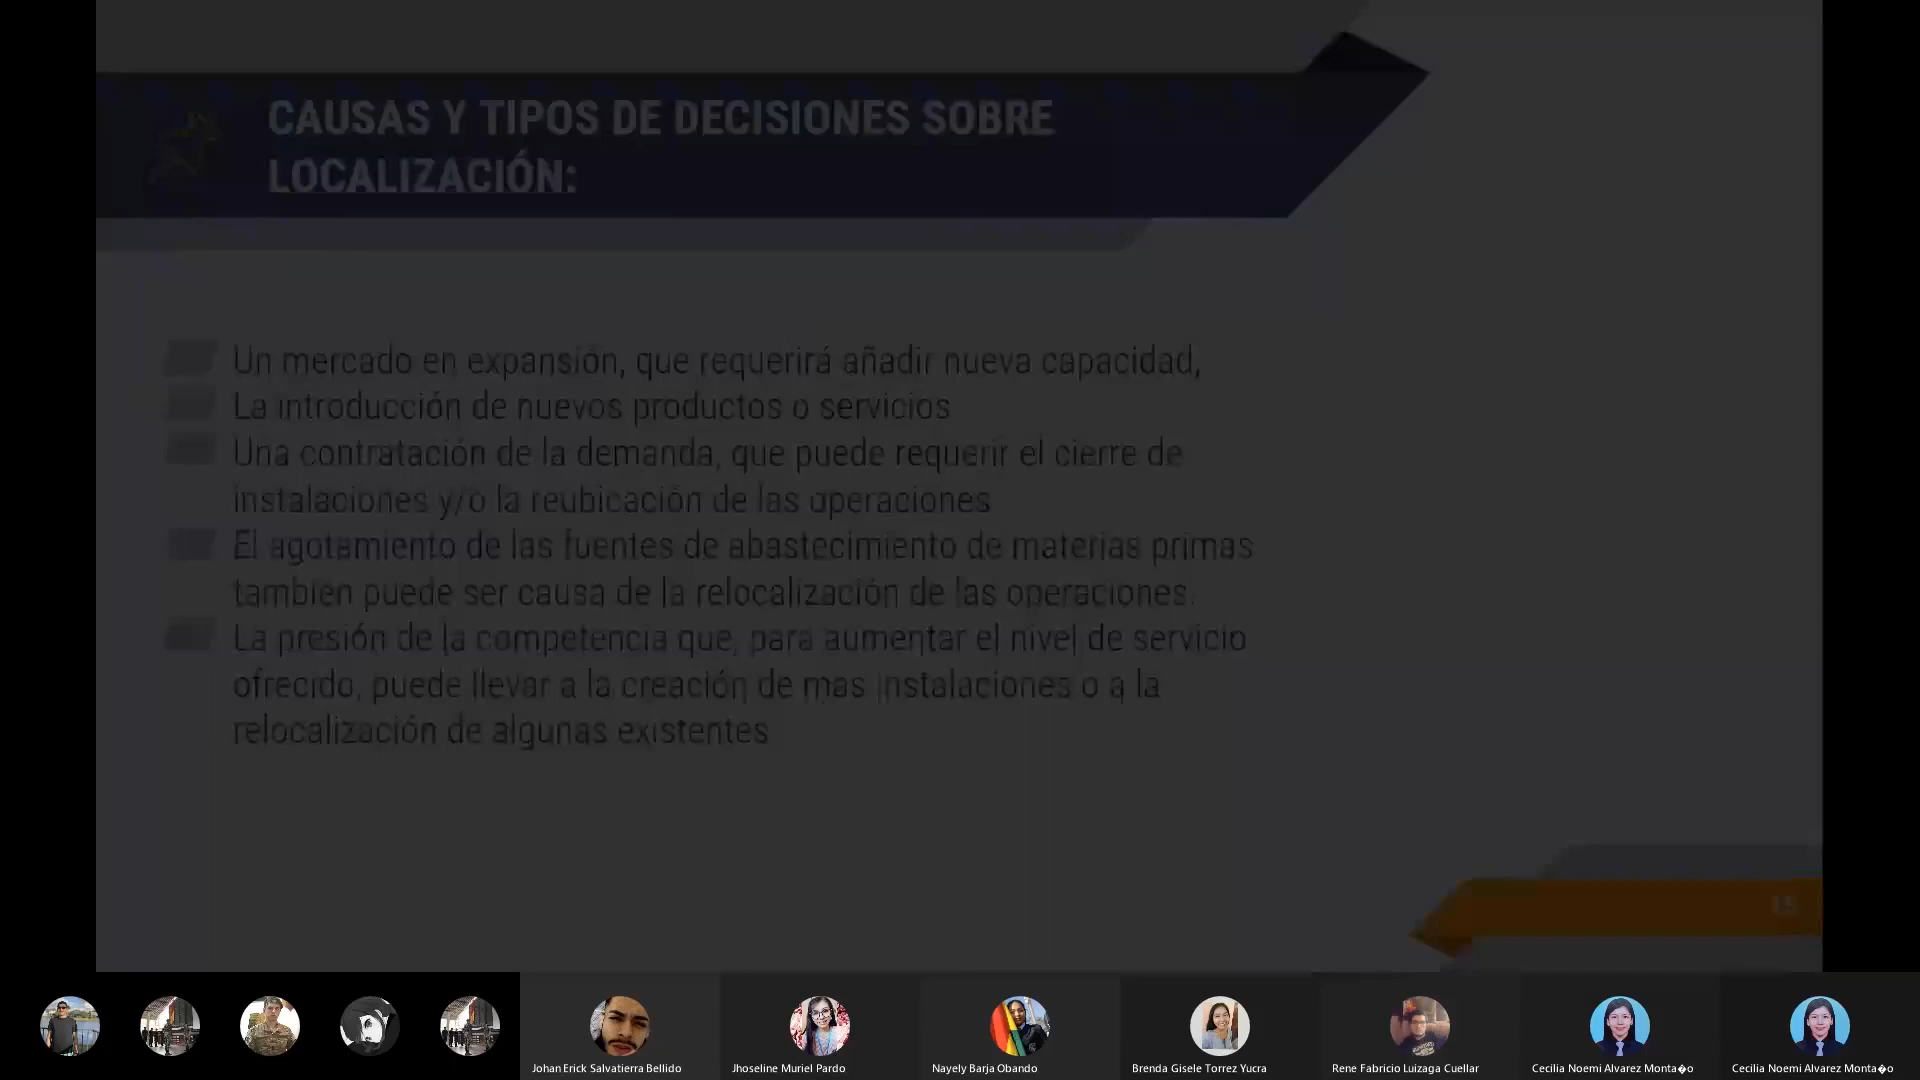 CAUSAS Y TIPOS DE DECISIONES SOBRE
LOCALIZACIÓN:
Un mercado en expansión, que requerirá añadir nueva capacidad,
La introducción de nuevos productos o servicios
Una contratación de la demanda, que puede requerir el cierre de
instalaciones y/o la reubicación de las operaciones
El agotamiento de las fuentes de abastecimiento de materias primas
también puede ser causa de la relocalización de las operaciones.
La presión de la competencia que, para aumentar el nivel de servicio
ofrecido, puede llevar a la creación de mas instalaciones o a la
relocalización de algunas existentes
Johan Erick Salvatierra Bellido
Jhoseline Muriel Pardo
Nayely Barja Obando
Brenda Gisele Torrez Yucra
Rene Fabricio Luizaga Cuellar
Cecilia Noemi Alvarez Monta�o
Cecilia Noemi Alvarez Monta�o